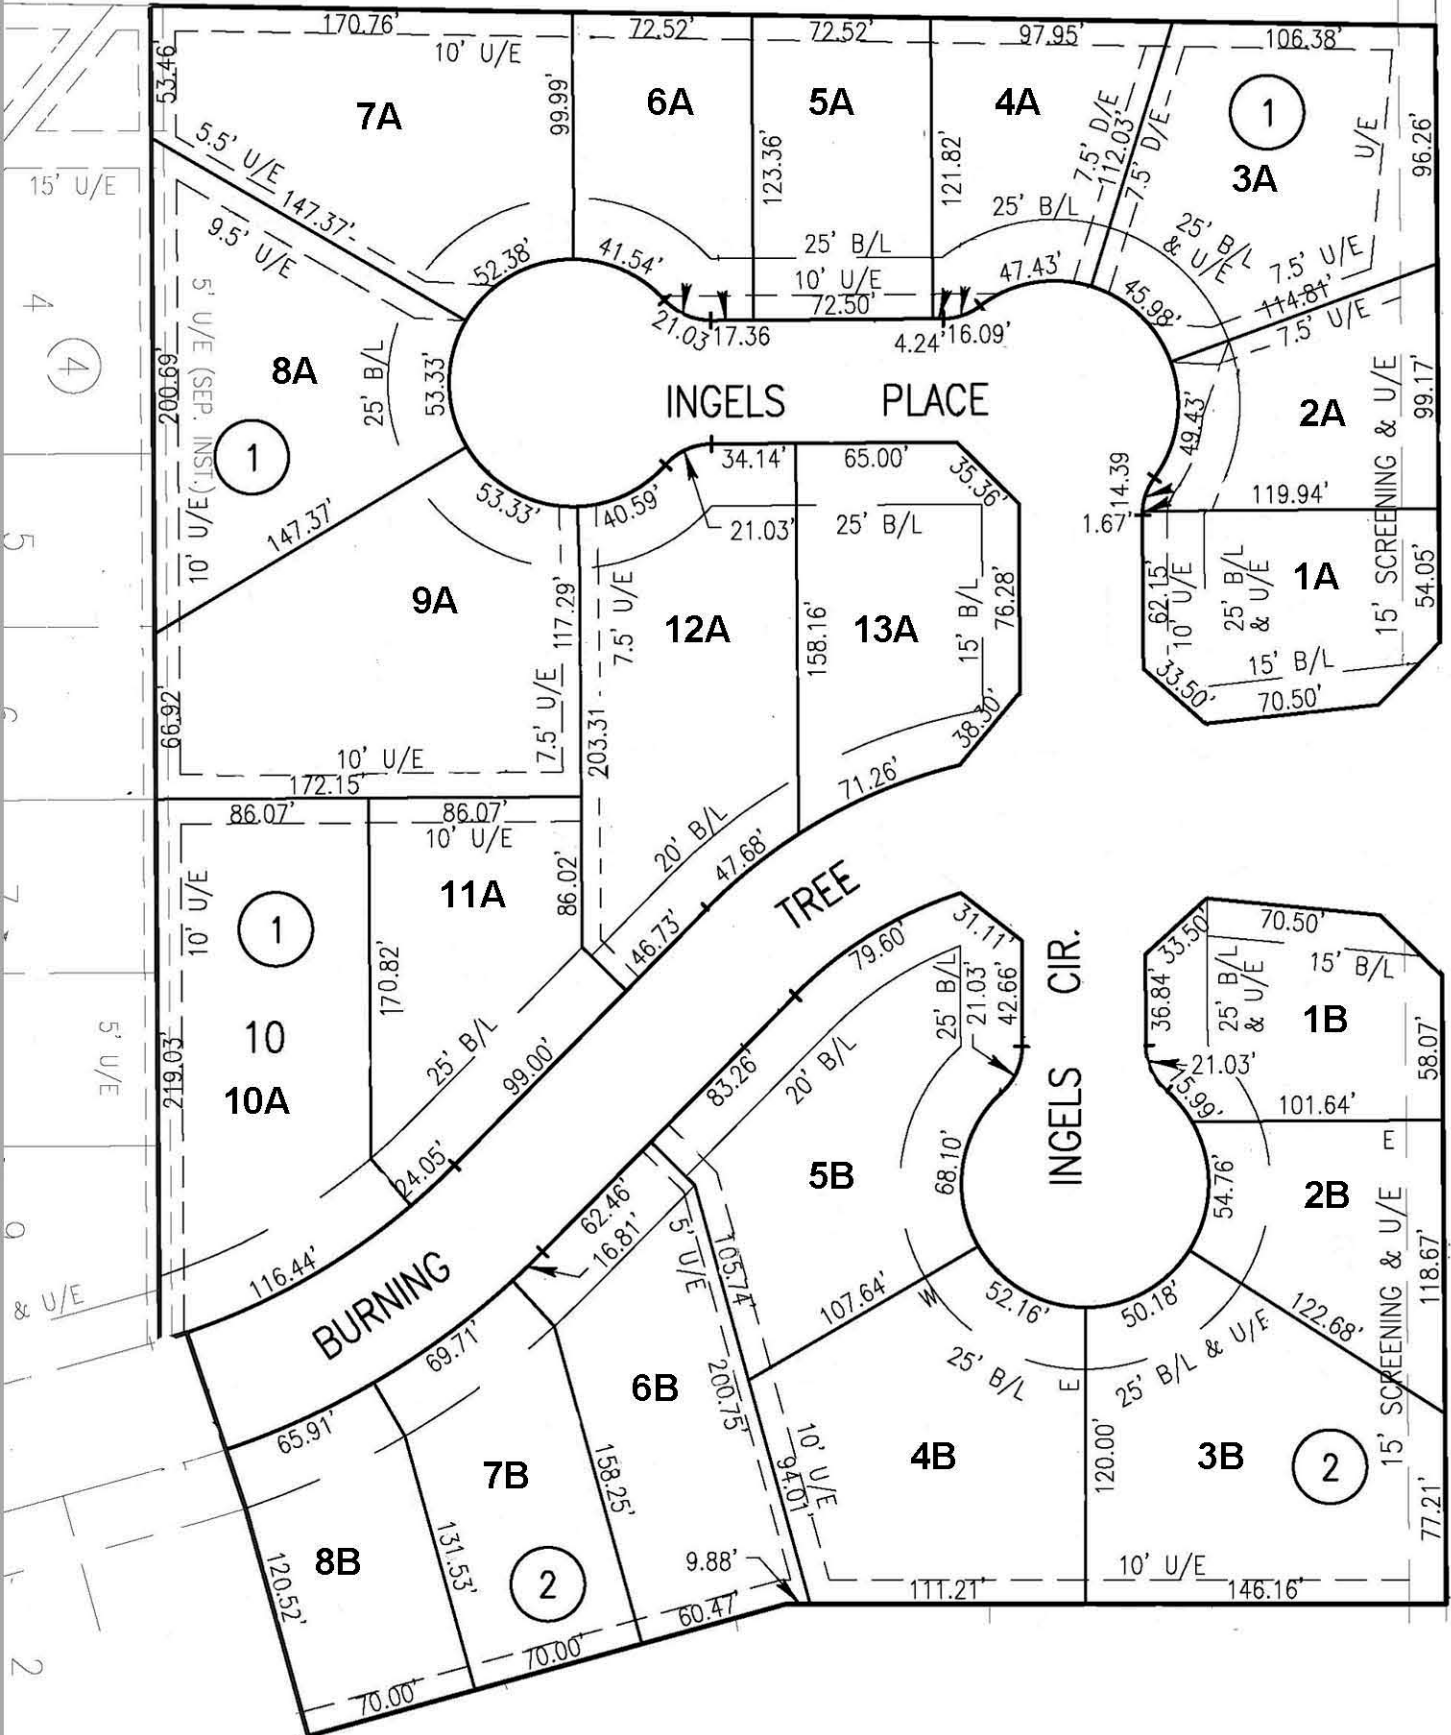 170.76'
72.52'
72.52'
97.95'
106.38'
10' U/E
53.46'
7A
99.99'
6A
123.36'
5A
121.82'
4A
7.5' D/E
112.03'
7.5' D/E
1
3A
U/E
96.26'
15' U/E
5.5' U/E
147.37'
9.5' U/E
52.38'
41.54'
25' B/L
10' U/E
72.50'
25' B/L
47.43'
25' B/L
& U/E
45.98'
7.5' U/E
114.81'
7.5' U/E
21.03'
17.36
4.24'
16.09'
4
4
200.69'
5' U/E (SEP. INST.)
10' U/E
8A
1
25' B/L
53.33'
INGELS PLACE
49.43'
2A
15' SCREENING & U/E
99.17'
14.39
1.67'
119.94'
147.37'
53.33'
40.59'
34.14'
65.00'
35.36'
21.03'
25' B/L
5
9A
117.29'
7.5' U/E
7.5' U/E
203.31
12A
158.16'
13A
15' B/L
76.28'
62.15'
10' U/E
25' B/L
& U/E
1A
54.05'
15' B/L
33.50'
70.50'
6
66.92'
10' U/E
172.15'
38.30'
71.26'
86.07'
86.07'
10' U/E
10' U/E
1
11A
86.02'
20' B/L
47.68'
46.73'
TREE
7
170.82'
10
10A
219.03'
5' U/E
25' B/L
99.00'
24.05'
79.60'
31.11'
25' B/L
21.03'
42.66'
INGELS CIR.
33.50'
70.50'
15' B/L
36.84'
25' B/L
& U/E
1B
58.07'
21.03'
15.99'
101.64'
83.26'
20' B/L
5B
68.10'
54.76'
E
2B
15' SCREENING & U/E
118.67'
9
& U/E
116.44'
BURNING
62.46'
16.81'
5' U/E
105.74'
107.64'
W
52.16'
50.18'
25' B/L
E
25' B/L & U/E
122.68'
69.71'
65.91'
6B
200.75'
10' U/E
94.01'
4B
120.00'
3B
2
77.21'
7B
158.25'
8B
131.53'
2
120.52'
9.88'
111.21'
10' U/E
146.16'
60.47'
70.00'
70.00'
2